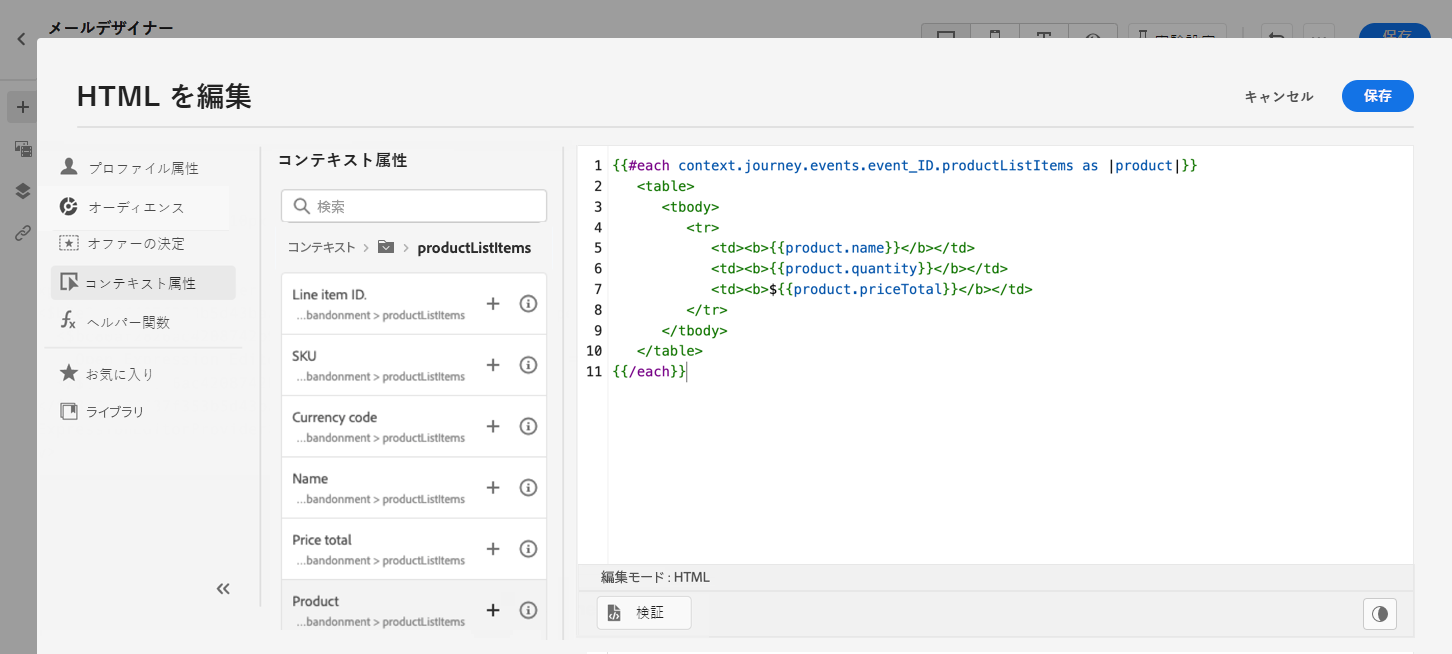 メールデザイナー
保存
HTML を編集
キャンセル
保存
プロファイル属性
オーディエンス
オファーの決定
コンテキスト属性
ヘルパー関数
お気に入り
ライブラリ
コンテキスト属性
検索
コンテキスト > > productListItems
Line item ID.
...bandonment > productListItems
SKU
...bandonment > productListItems
Currency code
...bandonment > productListItems
Name
...bandonment > productListItems
Price total
...bandonment > productListItems
Product
...bandonment > productListItems
1 {{#each context.journey.events.event_ID.productListItems as |product|}}
2 <table>
3 <tbody>
4 <tr>
5 <td><b>{{product.name}}</b></td>
6 <td><b>{{product.quantity}}</b></td>
7 <td><b>${{product.priceTotal}}</b></td>
8 </tr>
9 </tbody>
10 </table>
11 {{/each}}
編集モード : HTML
検証